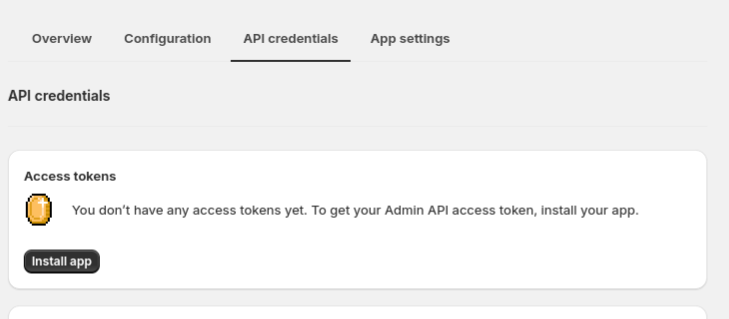 Overview Configuration API credentials App settings
API credentials
Access tokens
You don’t have any access tokens yet. To get your Admin API access token, install your app.
Install app